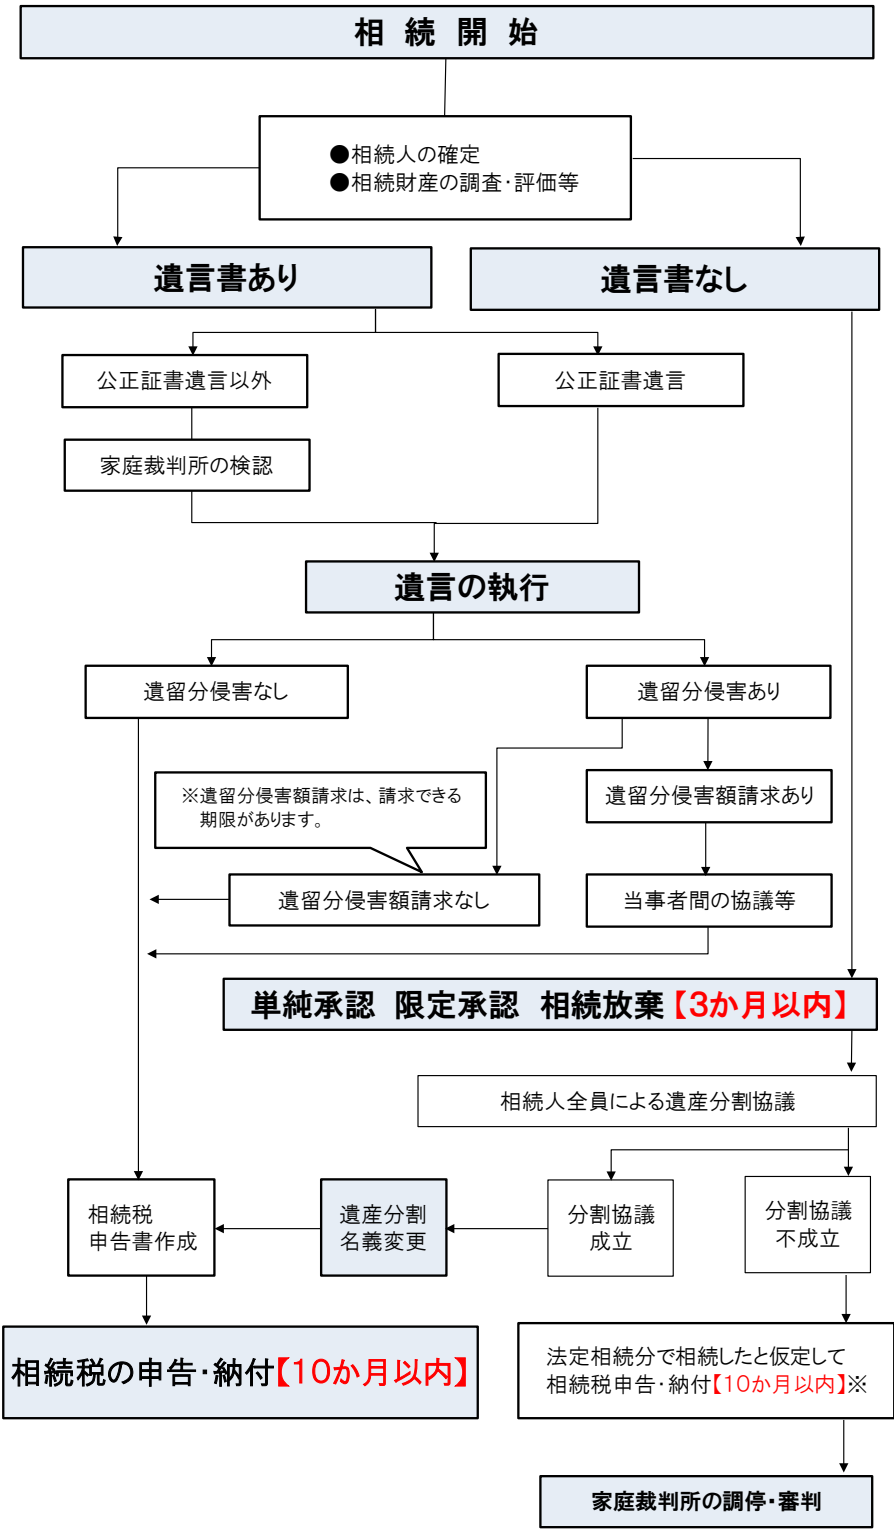 相続開始
●相続人の確定
●相続財産の調査・評価等
遺言書あり
遺言書なし
公正証書遺言以外
公正証書遺言
家庭裁判所の検認
遺言の執行
遺留分侵害なし
遺留分侵害あり
※遺留分侵害額請求は、請求できる
期限があります。
遺留分侵害額請求あり
遺留分侵害額請求なし
当事者間の協議等
単純承認 限定承認 相続放棄【3か月以内】
相続人全員による遺産分割協議
相続税
申告書作成
遺産分割
名義変更
分割協議
成立
分割協議
不成立
相続税の申告・納付【10か月以内】
法定相続分で相続したと仮定して
相続税申告・納付【10か月以内】※
家庭裁判所の調停・審判